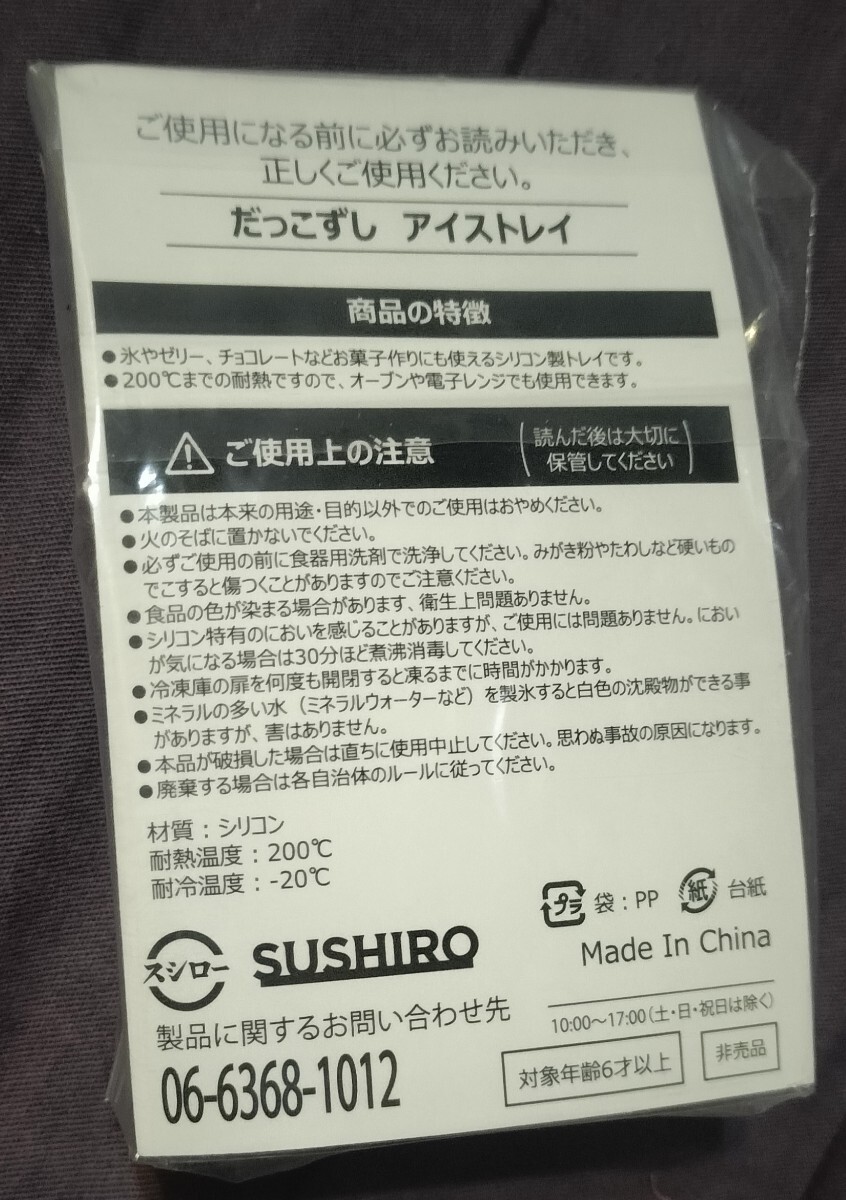 ご使用になる前に必ずお読みいただき、
正しくご使用ください。
だっこずし アイストレイ
商品の特徴
●氷やゼリー、チョコレートなどお菓子作りにも使えるシリコン製トレイです。
●200℃までの耐熱ですので、オーブンや電子レンジでも使用できます。
ご使用上の注意
(読んだ後は大切に
保管してください)
●本製品は本来の用途・目的以外でのご使用はおやめください。
●火のそばに置かないでください。
●必ずご使用の前に食器用洗剤で洗浄してください。みがき粉やたわしなど硬いもの
でこすると傷つくことがありますのでご注意ください。
●食品の色が染まる場合があります、衛生上問題ありません。
●シリコン特有のにおいを感じることがありますが、ご使用には問題ありません。におい
が気になる場合は30分ほど煮沸消毒してください。
●冷凍庫の扉を何度も開閉すると凍るまでに時間がかかります。
●ミネラルの多い水（ミネラルウォーターなど）を製氷すると白色の沈殿物ができる事
がありますが、害はありません。
●本品が破損した場合は直ちに使用中止してください。思わぬ事故の原因になります。
●廃棄する場合は各自治体のルールに従ってください。
材質：シリコン
耐熱温度：200℃
耐冷温度：-20℃
プラ 袋：PP 紙 台紙
Made In China
スシロー SUSHIRO
製品に関するお問い合わせ先
10:00～17:00（土・日・祝日は除く）
06-6368-1012
対象年齢6才以上
非売品